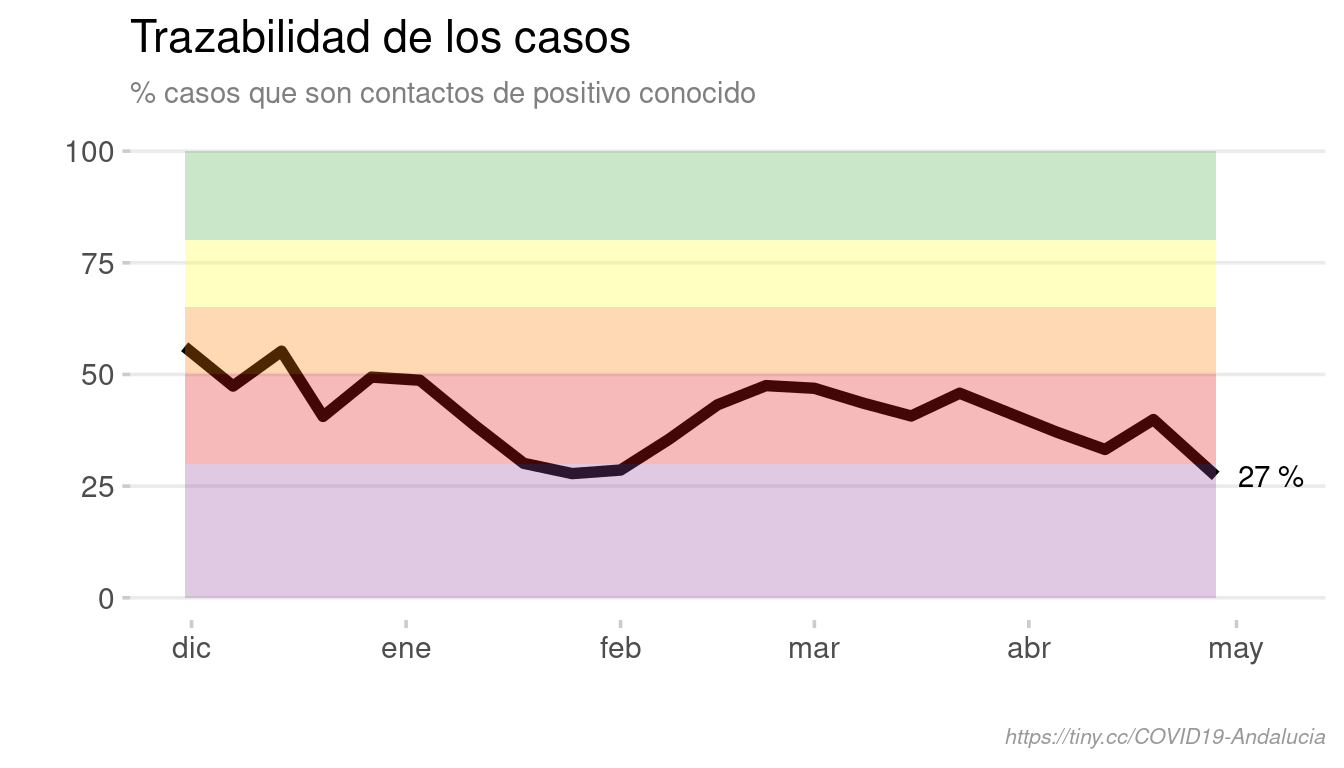 Trazabilidad de los casos
% casos que son contactos de positivo conocido
100
75
50
25
0
27 %
dic ene feb mar abr may
https://tiny.cc/COVID19-Andalucia